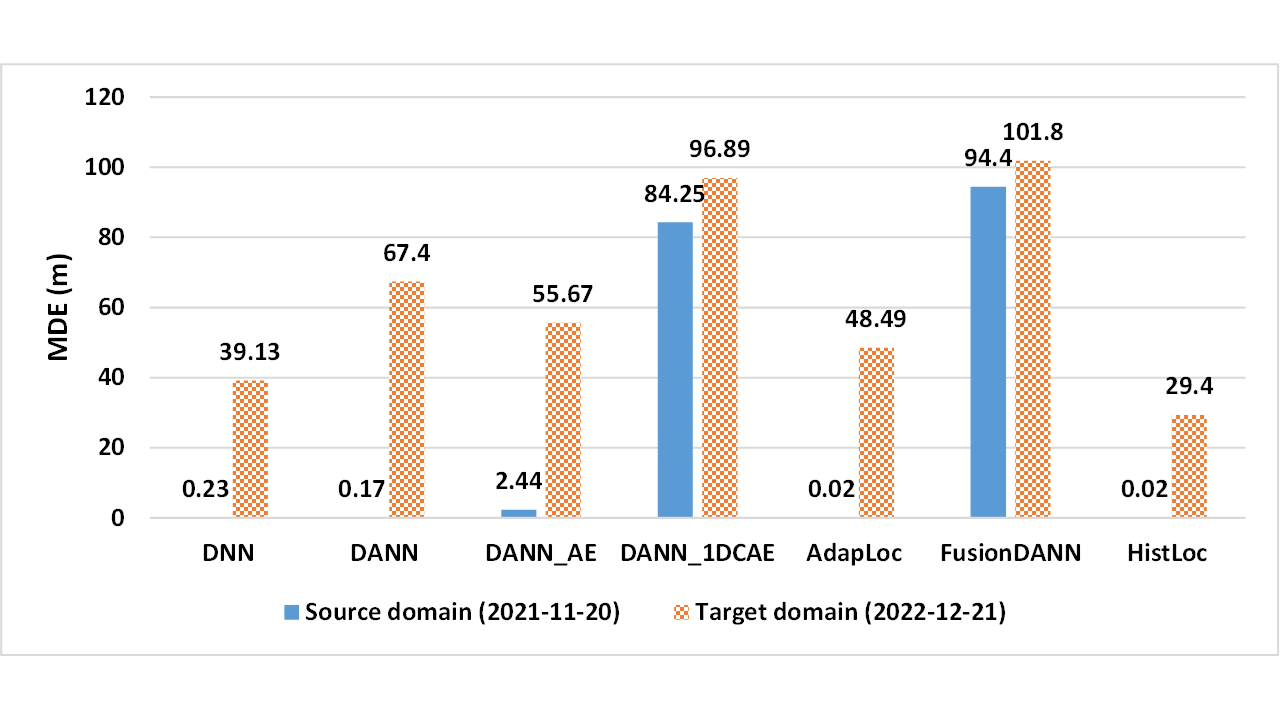 120
100
80
60
40
20
0
MDE (m)
0.23
39.13
0.17
67.4
2.44
55.67
84.25
96.89
0.02
48.49
94.4
101.8
0.02
29.4
DNN
DANN
DANN_AE
DANN_1DCAE
AdapLoc
FusionDANN
HistLoc
Source domain (2021-11-20)
Target domain (2022-12-21)